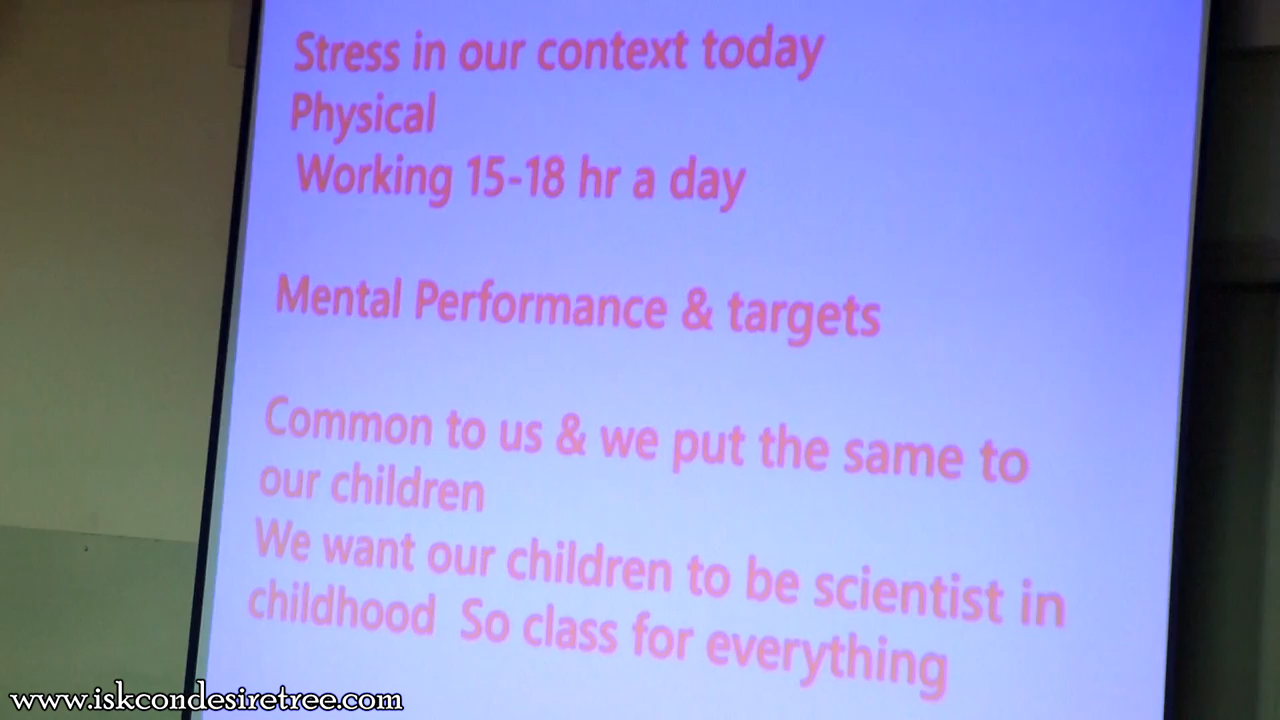 Stress in our context today
Physical
Working 15-18 hr a day
Mental Performance & targets
Common to us & we put the same to
our children
We want our children to be scientist in
childhood So class for everything
www.iskcondesiretree.com